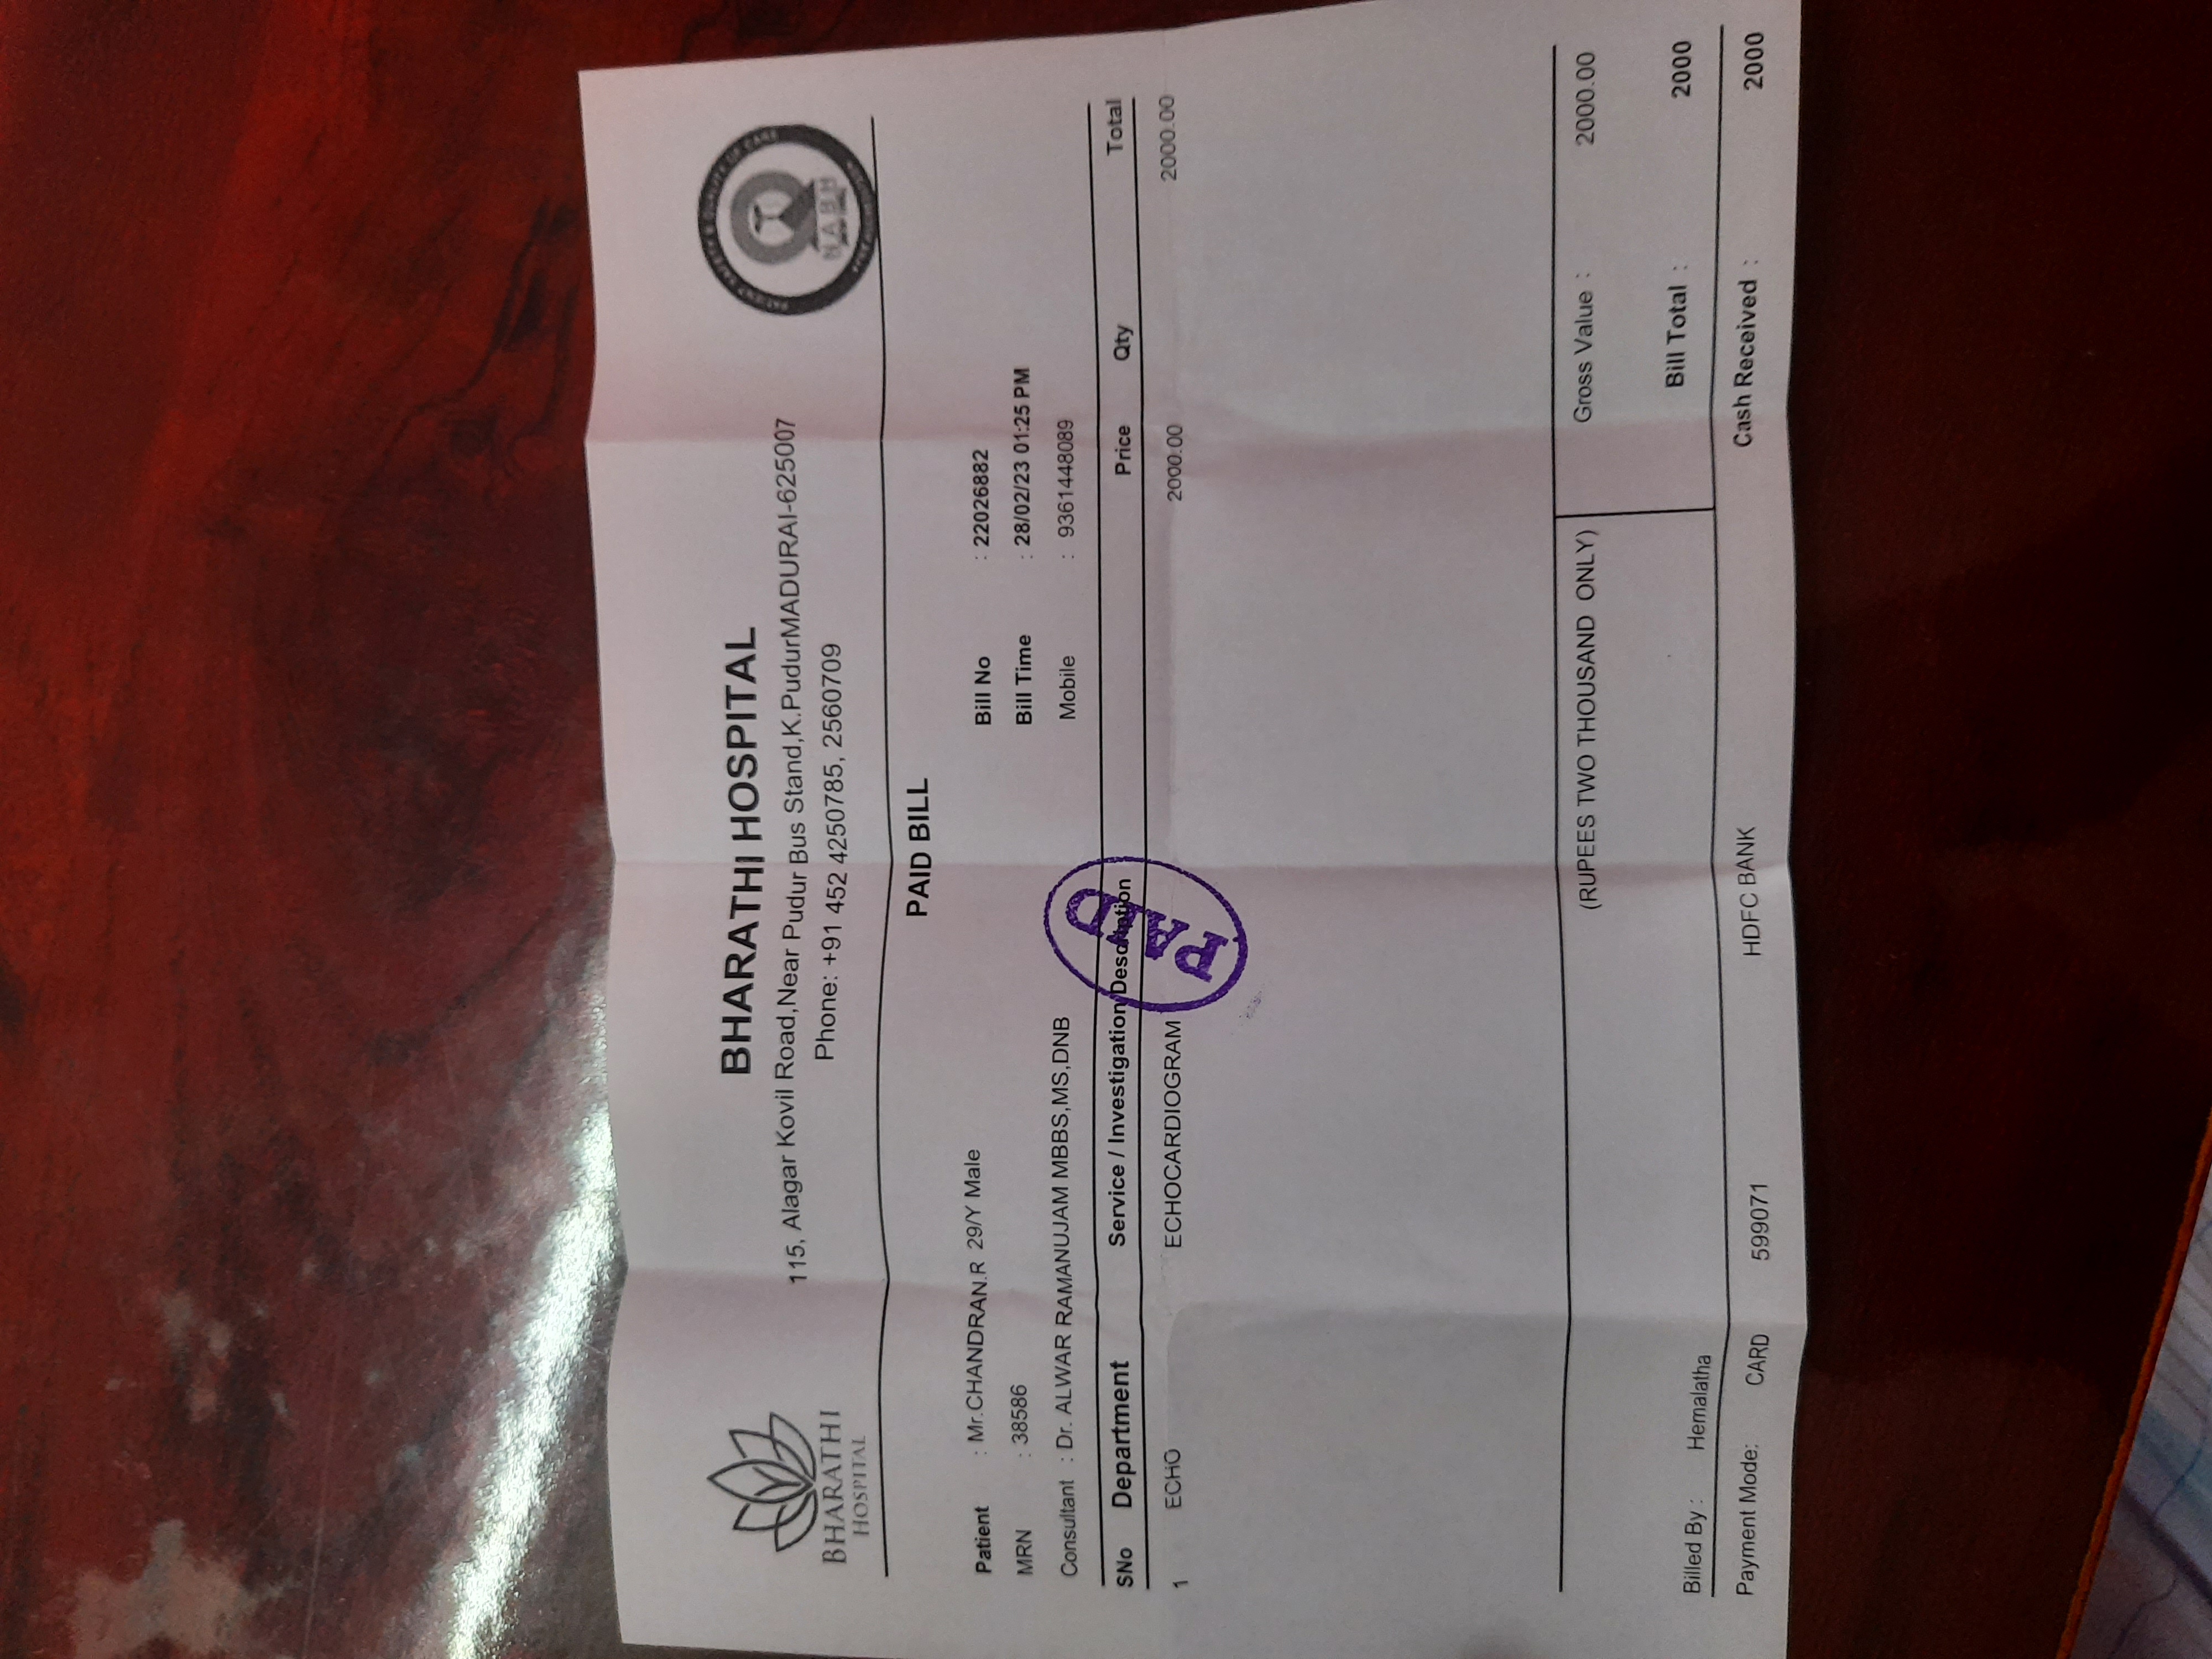 BHARATHI HOSPITAL
115, Alagar Kovil Road,Near Pudur Bus Stand,K.PudurMADURAI-625007
Phone: +91 452 4250785, 2560709
BHARATHI
HOSPITAL
NABH
PAID BILL
Patient : Mr.CHANDRAN.R 29/Y Male
Bill No : 22026882
MRN : 38586
Bill Time : 28/02/23 01:25 PM
Consultant : Dr. ALWAR RAMANUJAM MBBS,MS,DNB
Mobile : 9361448089
SNo Department Service / Investigation Description Price Qty Total
1 ECHO ECHOCARDIOGRAM 2000.00 2000.00
PAID
(RUPEES TWO THOUSAND ONLY) Gross Value : 2000.00
Bill Total : 2000
Billed By : Hemalatha
Payment Mode: CARD 599071 HDFC BANK Cash Received : 2000